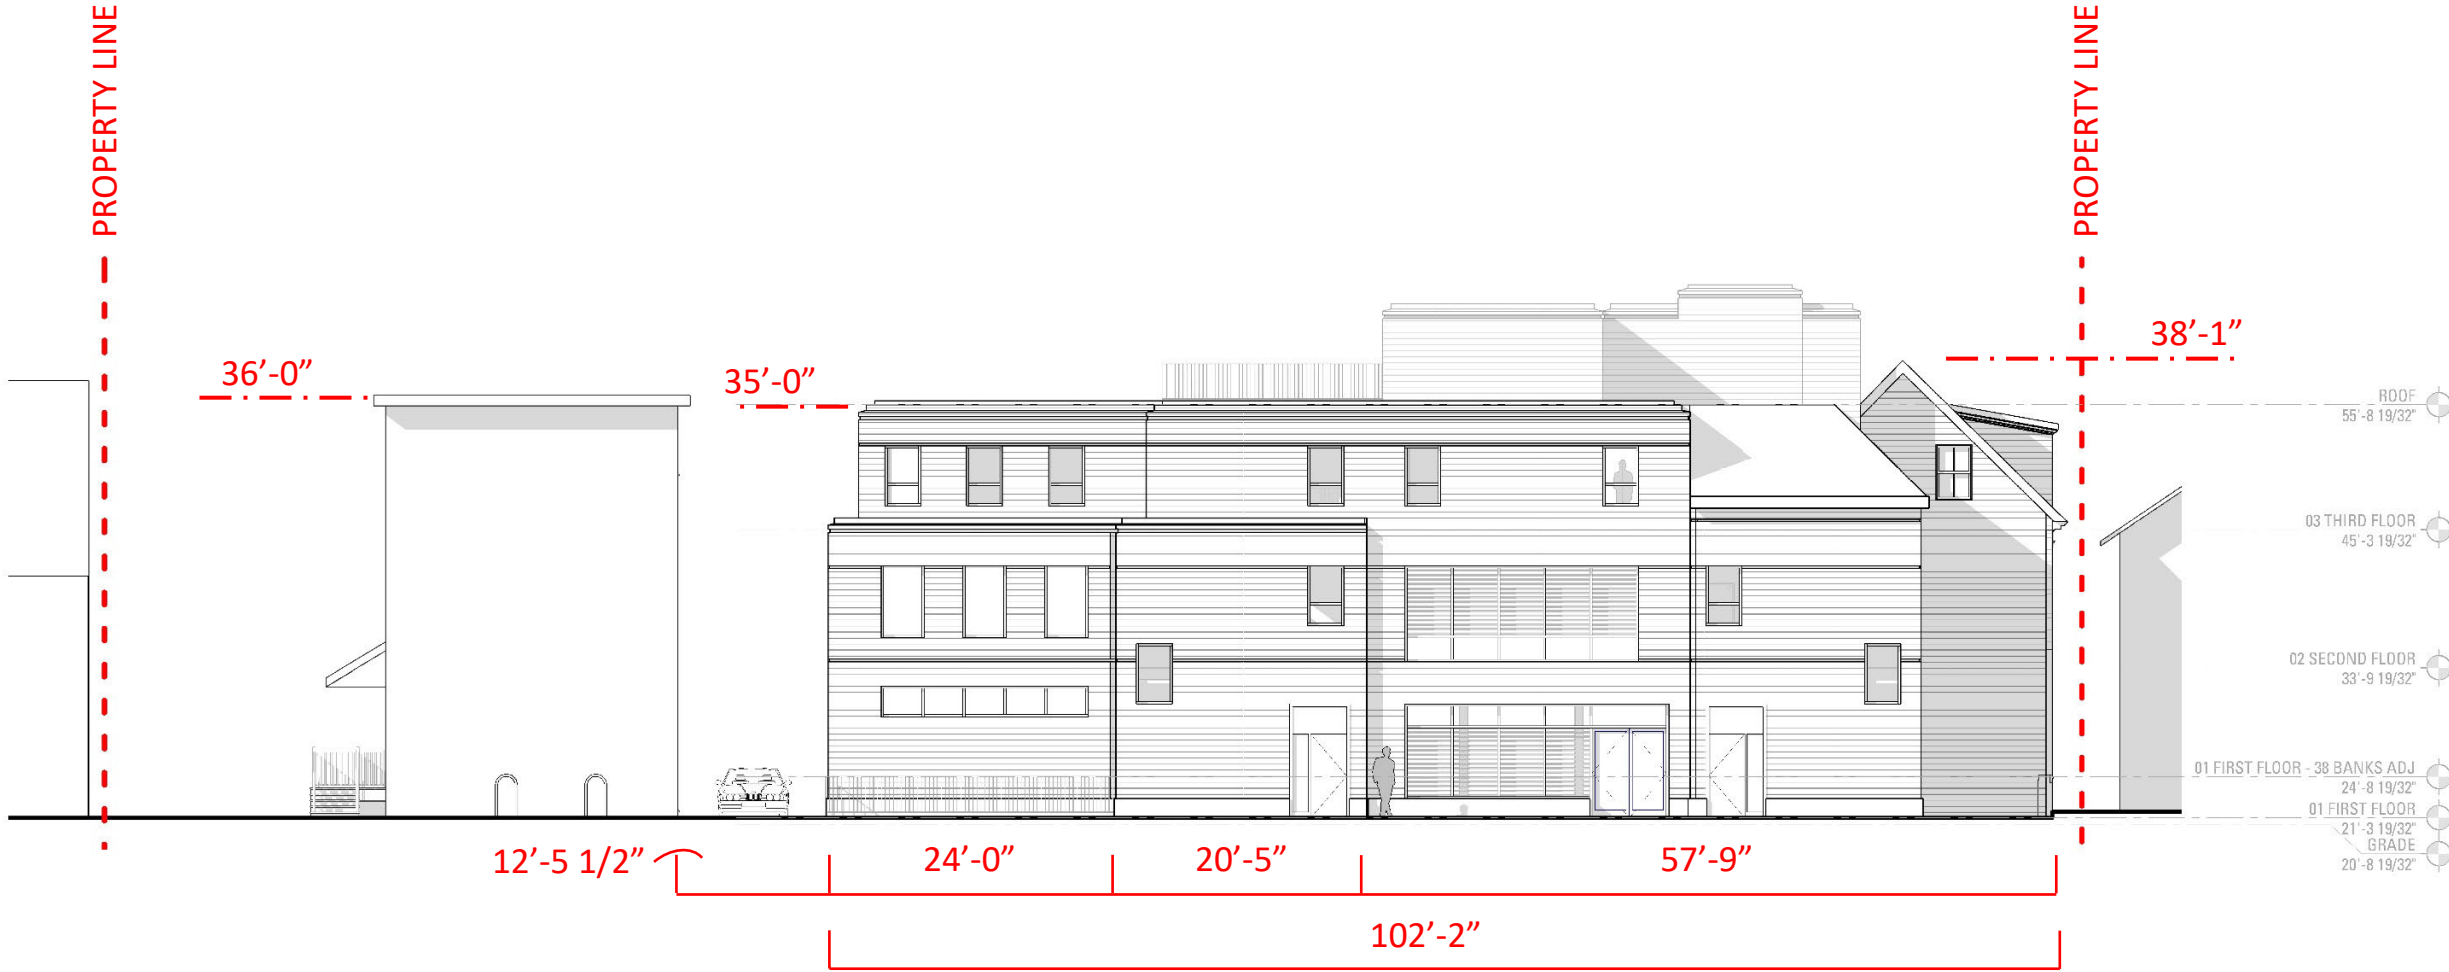 PROPERTY LINE
PROPERTY LINE
38’-1”
36’-0”
35’-0”
ROOF
55'-8 19/32"
03 THIRD FLOOR
45'-3 19/32"
02 SECOND FLOOR
33'-9 19/32"
01 FIRST FLOOR - 38 BANKS ADJ
24'-8 19/32"
01 FIRST FLOOR
21'-3 19/32"
GRADE
20'-8 19/32"
12’-5 1/2”
24’-0”
20’-5”
57’-9”
102’-2”